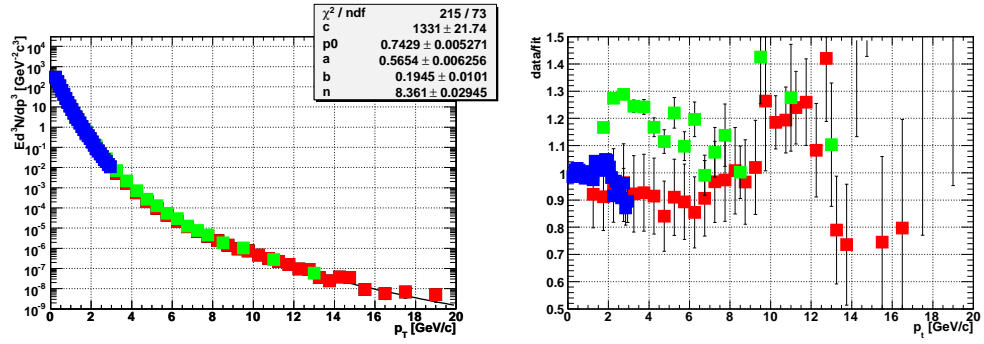 χ² / ndf 215 / 73
c 1331 ± 21.74
p0 0.7429 ± 0.005271
a 0.5654 ± 0.006256
b 0.1945 ± 0.0101
n 8.361 ± 0.02945
Ed³N/dp³ [GeV⁻²c³]
10⁴
10³
10²
10
1
10⁻¹
10⁻²
10⁻³
10⁻⁴
10⁻⁵
10⁻⁶
10⁻⁷
10⁻⁸
10⁻⁹
0 2 4 6 8 10 12 14 16 18 20
p_T [GeV/c]
data/fit
1.5
1.4
1.3
1.2
1.1
1
0.9
0.8
0.7
0.6
0.5
0 2 4 6 8 10 12 14 16 18 20
p_t [GeV/c]